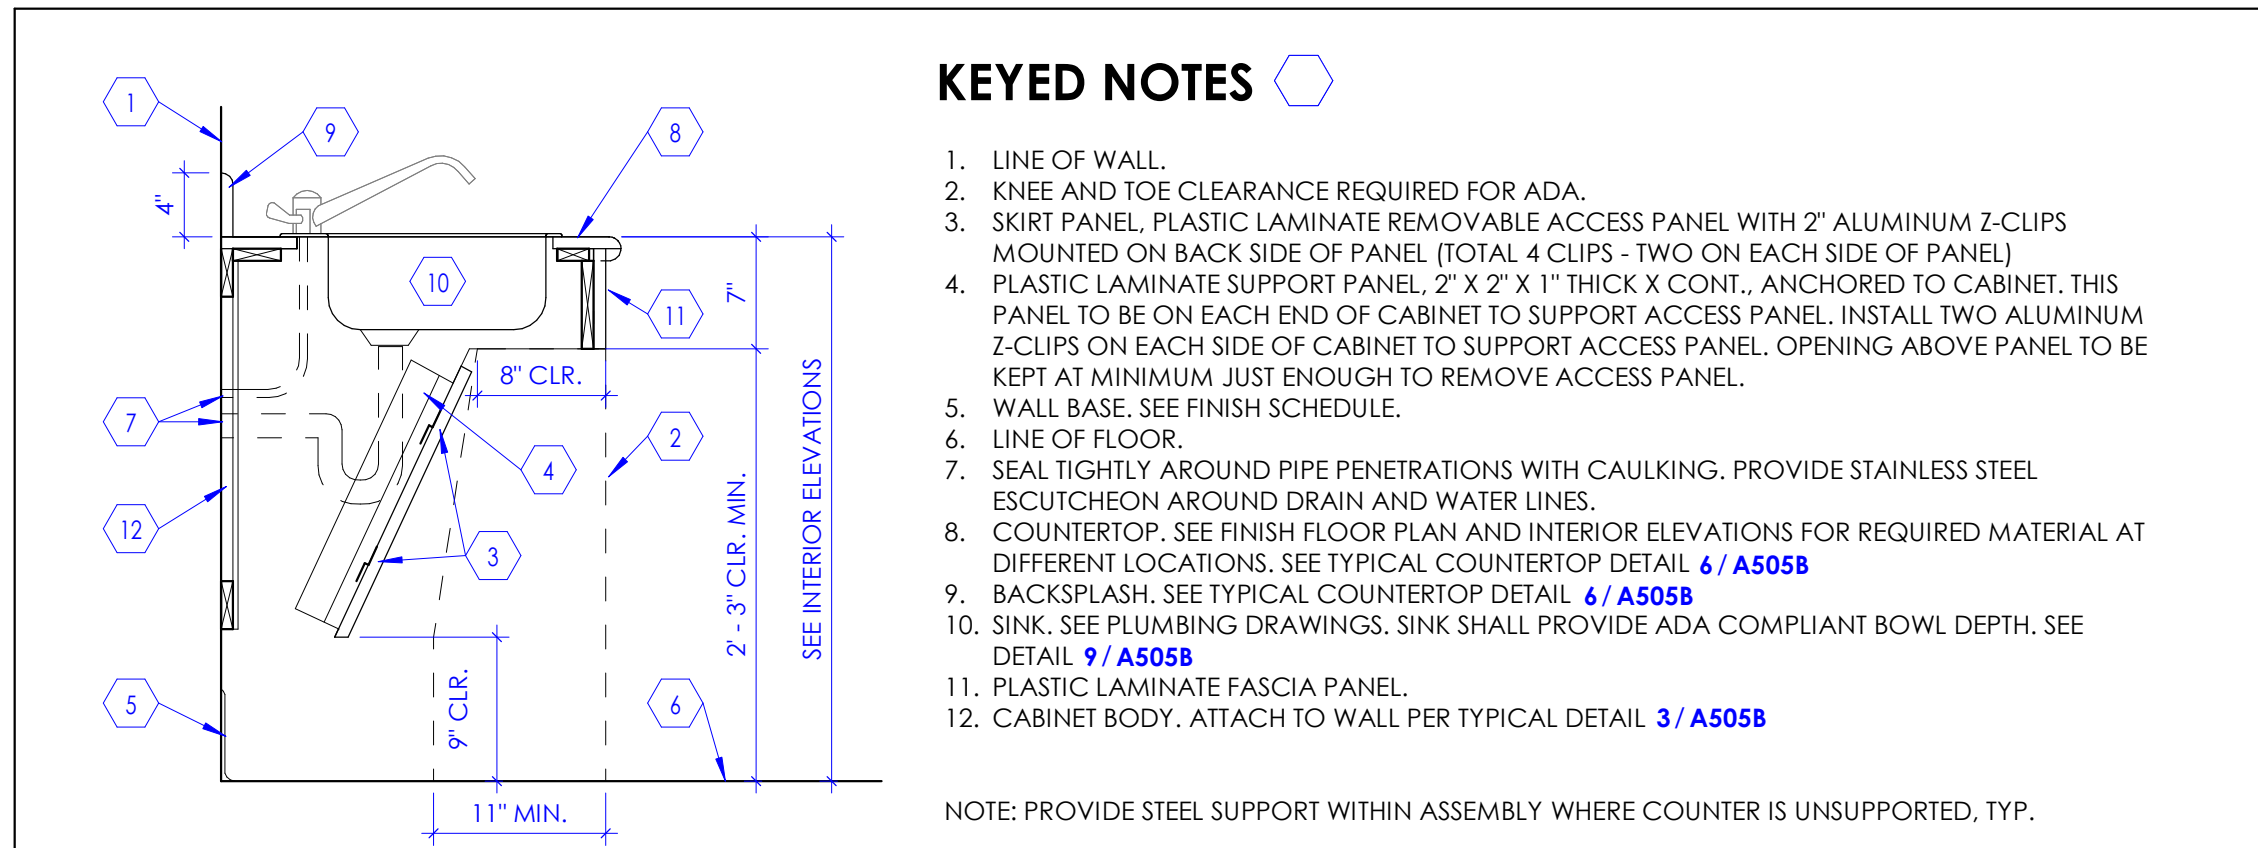 KEYED NOTES
1. LINE OF WALL.
2. KNEE AND TOE CLEARANCE REQUIRED FOR ADA.
3. SKIRT PANEL, PLASTIC LAMINATE REMOVABLE ACCESS PANEL WITH 2" ALUMINUM Z-CLIPS
MOUNTED ON BACK SIDE OF PANEL (TOTAL 4 CLIPS - TWO ON EACH SIDE OF PANEL)
4. PLASTIC LAMINATE SUPPORT PANEL, 2" X 2" X 1" THICK X CONT., ANCHORED TO CABINET. THIS
PANEL TO BE ON EACH END OF CABINET TO SUPPORT ACCESS PANEL. INSTALL TWO ALUMINUM
Z-CLIPS ON EACH SIDE OF CABINET TO SUPPORT ACCESS PANEL. OPENING ABOVE PANEL TO BE
KEPT AT MINIMUM JUST ENOUGH TO REMOVE ACCESS PANEL.
5. WALL BASE. SEE FINISH SCHEDULE.
6. LINE OF FLOOR.
7. SEAL TIGHTLY AROUND PIPE PENETRATIONS WITH CAULKING. PROVIDE STAINLESS STEEL
ESCUTCHEON AROUND DRAIN AND WATER LINES.
8. COUNTERTOP. SEE FINISH FLOOR PLAN AND INTERIOR ELEVATIONS FOR REQUIRED MATERIAL AT
DIFFERENT LOCATIONS. SEE TYPICAL COUNTERTOP DETAIL 6 / A505B
9. BACKSPLASH. SEE TYPICAL COUNTERTOP DETAIL 6 / A505B
10. SINK. SEE PLUMBING DRAWINGS. SINK SHALL PROVIDE ADA COMPLIANT BOWL DEPTH. SEE
DETAIL 9 / A505B
11. PLASTIC LAMINATE FASCIA PANEL.
12. CABINET BODY. ATTACH TO WALL PER TYPICAL DETAIL 3 / A505B
NOTE: PROVIDE STEEL SUPPORT WITHIN ASSEMBLY WHERE COUNTER IS UNSUPPORTED, TYP.
1
9
8
4"
10
7"
11
8" CLR.
7
2
4
12
3
2' - 3" CLR. MIN.
SEE INTERIOR ELEVATIONS
5
9" CLR.
6
11" MIN.